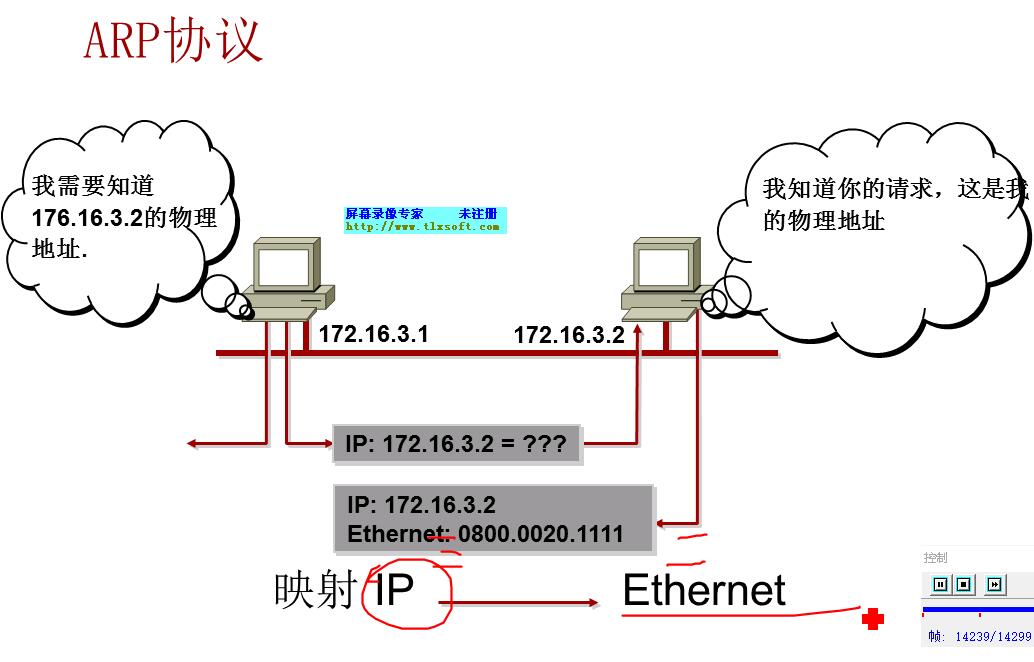 ARP协议
我需要知道
176.16.3.2的物理
地址.
屏幕录像专家 未注册
http://www.tlxsoft.com
我知道你的请求，这是我
的物理地址
172.16.3.1
172.16.3.2
IP: 172.16.3.2 = ???
IP: 172.16.3.2
Ethernet: 0800.0020.1111
映射 IP
Ethernet
控制
帧: 14239/14299